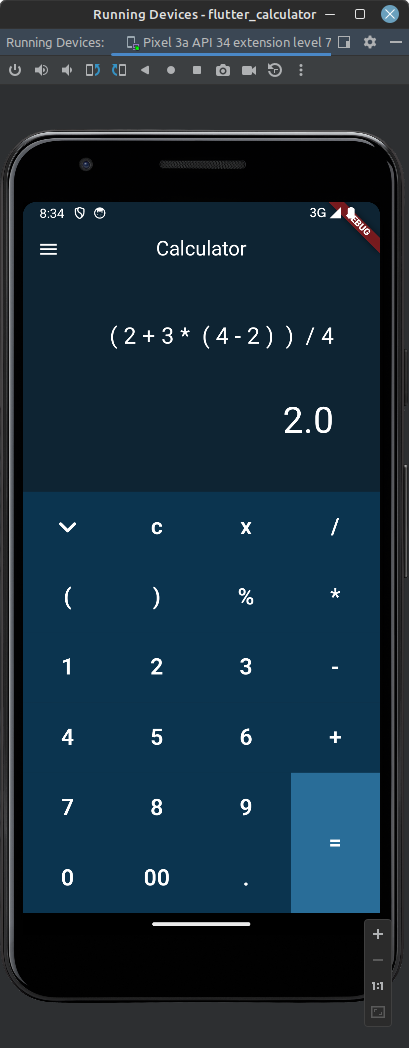 Running Devices - flutter_calculator
Running Devices: Pixel 3a API 34 extension level 7
8:34 3G
DEBUG
Calculator
( 2 + 3 * ( 4 - 2 ) ) / 4
2.0
c x /
( ) % *
1 2 3 -
4 5 6 +
7 8 9
=
0 00 .
+
−
1:1